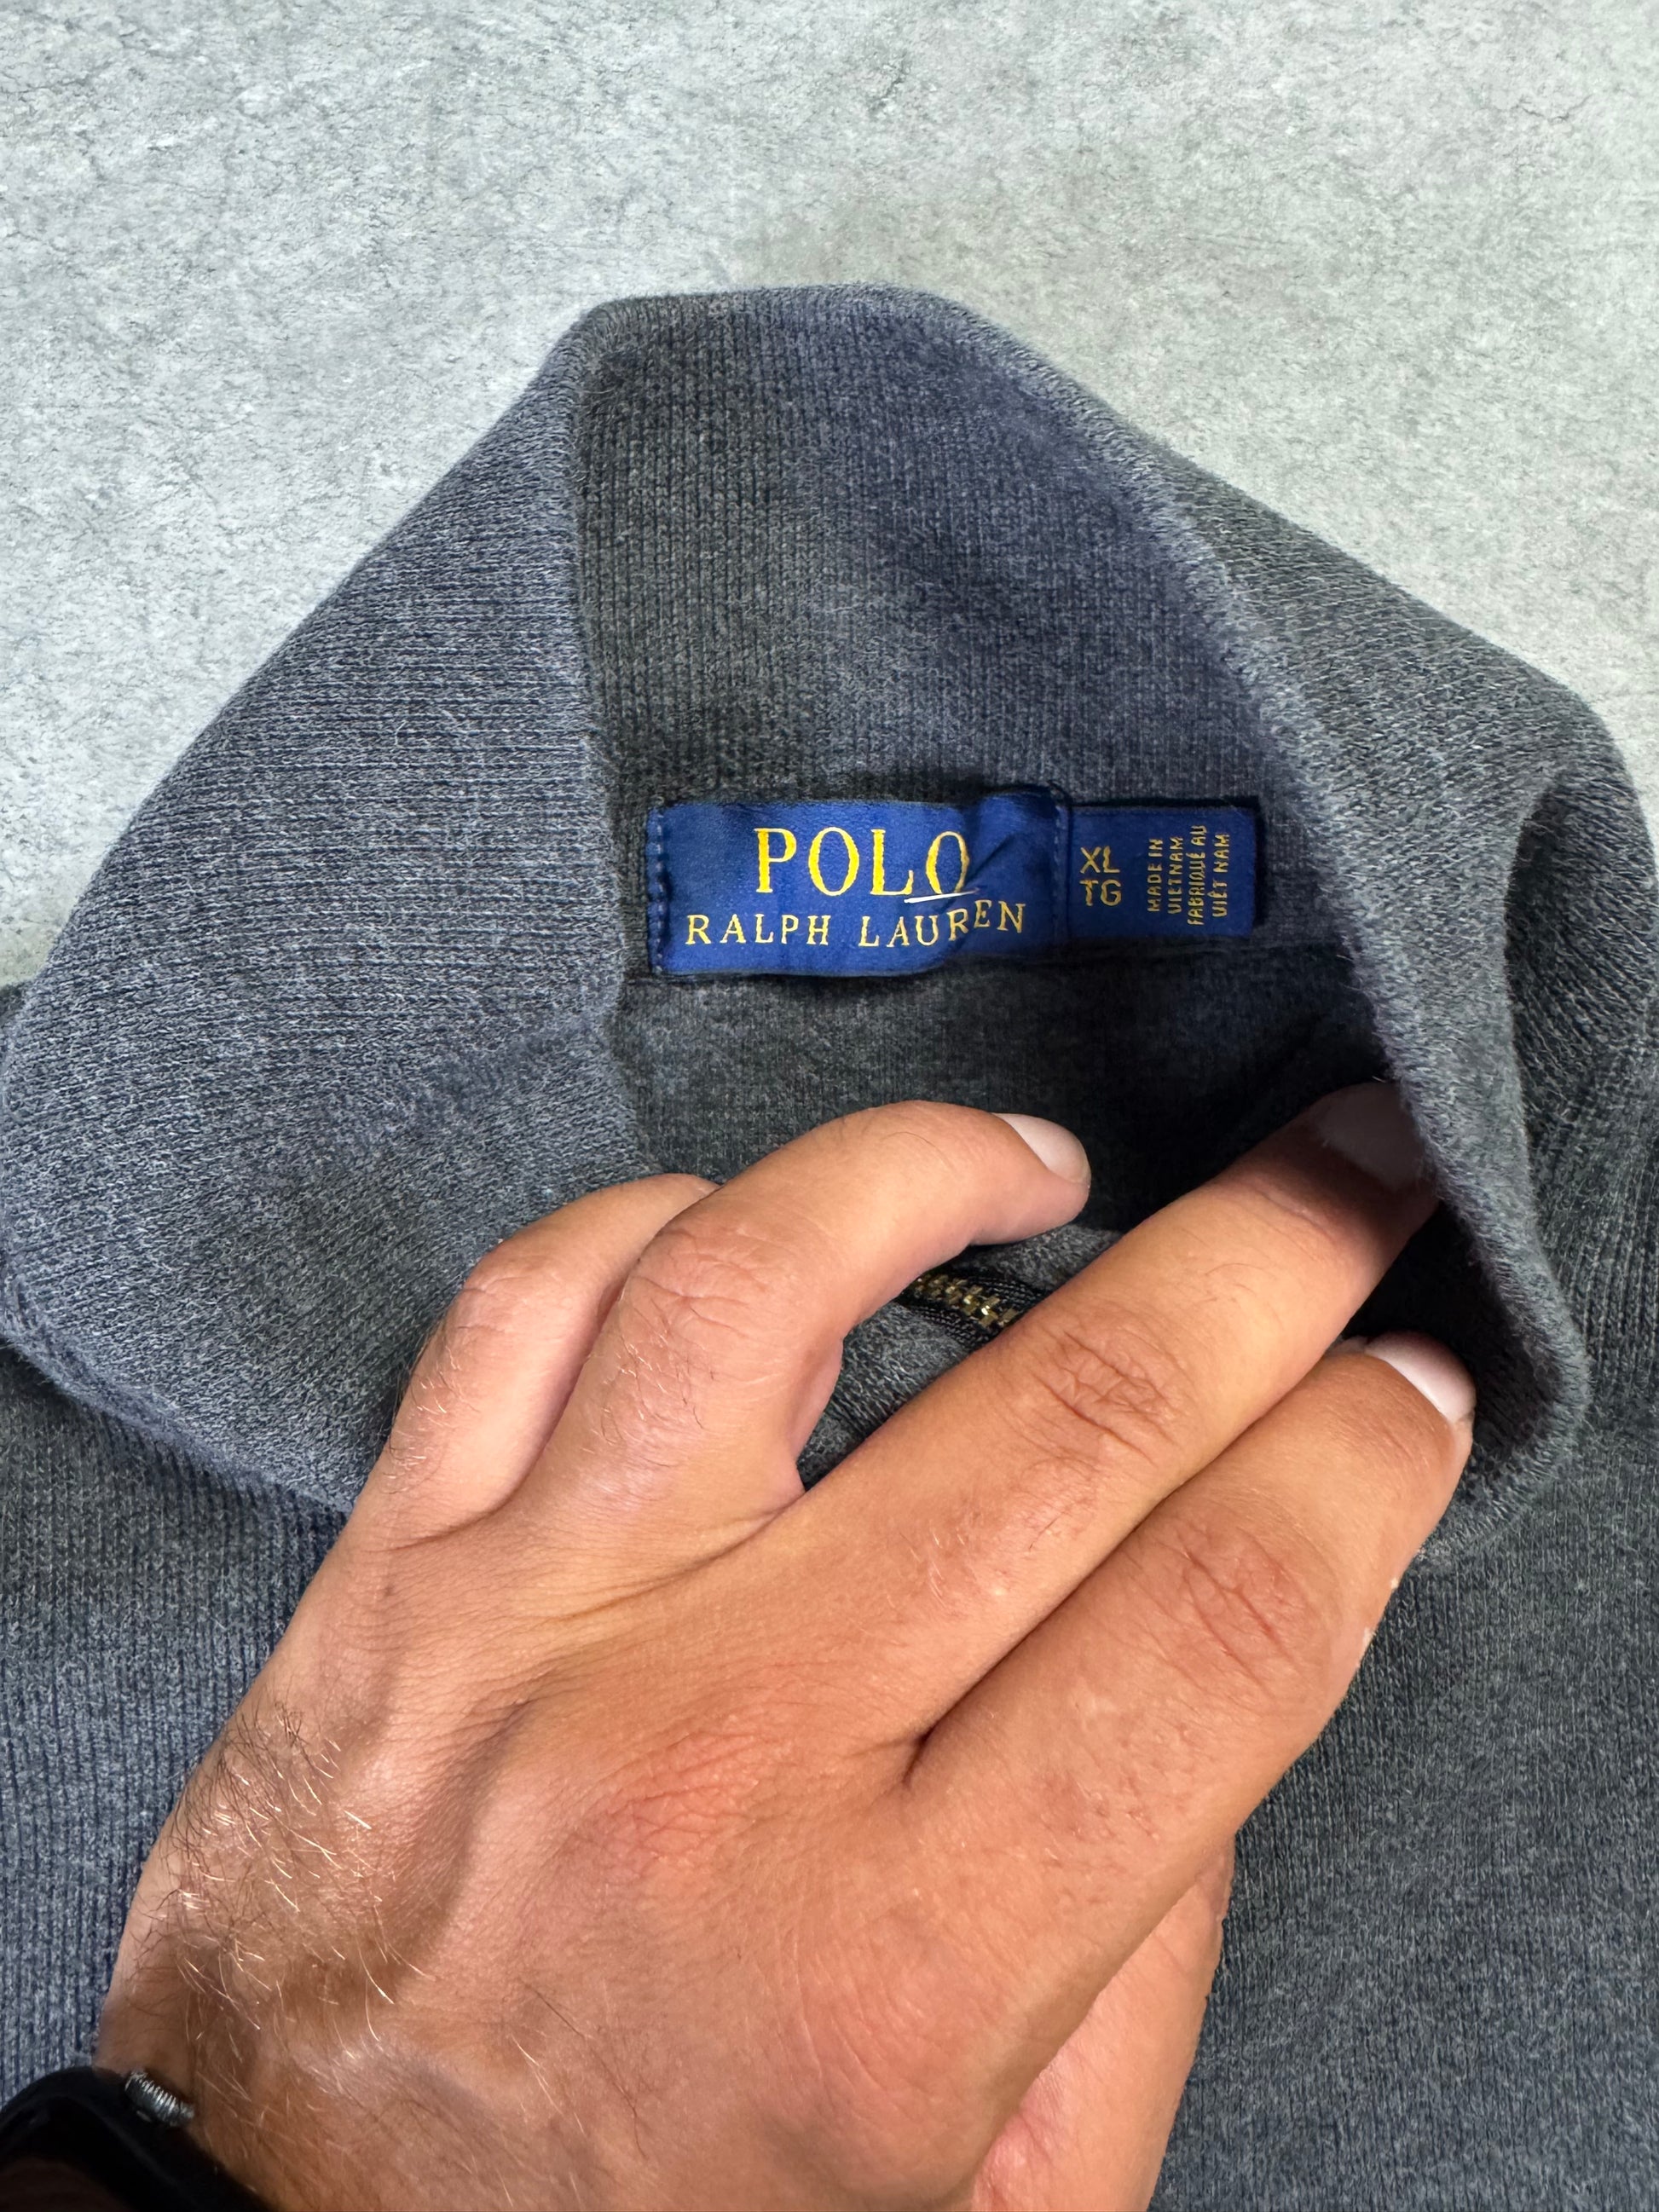 POLO
RALPH LAUREN
XL
TG
MADE IN
VIETNAM
FABRIQUÉ AU
VIÊT NAM